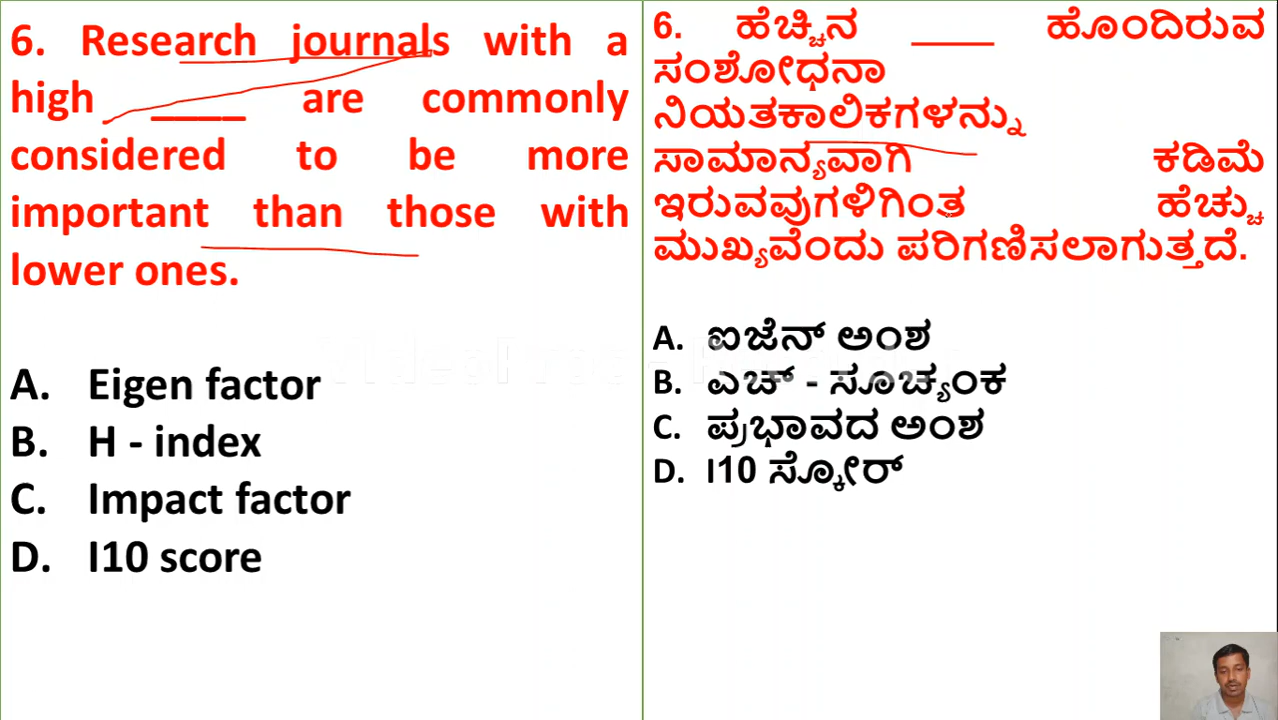 6. Research journals with a
high ____ are commonly
considered to be more
important than those with
lower ones.
A. Eigen factor
B. H - index
C. Impact factor
D. I10 score
6. ಹೆಚ್ಚಿನ ____ ಹೊಂದಿರುವ
ಸಂಶೋಧನಾ
ನಿಯತಕಾಲಿಕಗಳನ್ನು
ಸಾಮಾನ್ಯವಾಗಿ ಕಡಿಮೆ
ಇರುವವುಗಳಿಗಿಂತ ಹೆಚ್ಚು
ಮುಖ್ಯವೆಂದು ಪರಿಗಣಿಸಲಾಗುತ್ತದೆ.
A. ಐಜೆನ್ ಅಂಶ
B. ಎಚ್ - ಸೂಚ್ಯಂಕ
C. ಪ್ರಭಾವದ ಅಂಶ
D. I10 ಸ್ಕೋರ್